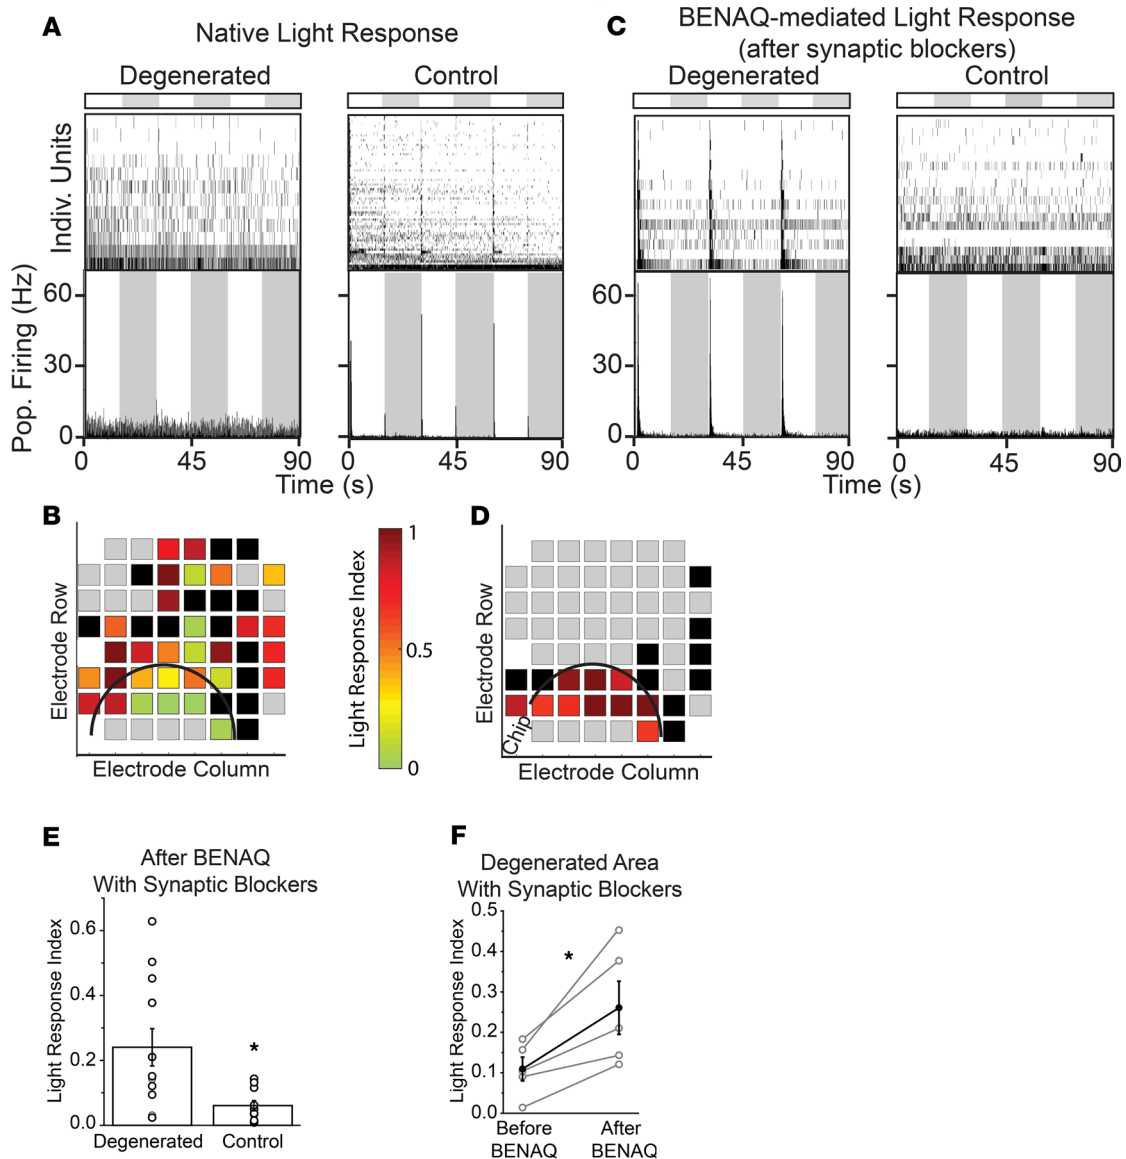 A
Native Light Response
Degenerated
Control
Indiv. Units
Pop. Firing (Hz)
60
30
0
0
45
90
0
45
90
Time (s)
C
BENAQ-mediated Light Response
(after synaptic blockers)
Degenerated
Control
60
30
0
0
45
90
0
45
90
Time (s)
B
Electrode Row
Electrode Column
Light Response Index
1
0.5
0
D
Electrode Row
Chip
Electrode Column
E
After BENAQ
With Synaptic Blockers
Light Response Index
0.6
0.4
0.2
0.0
*
Degenerated
Control
F
Degenerated Area
With Synaptic Blockers
Light Response Index
0.5
0.4
0.3
0.2
0.1
0.0
*
Before
BENAQ
After
BENAQ